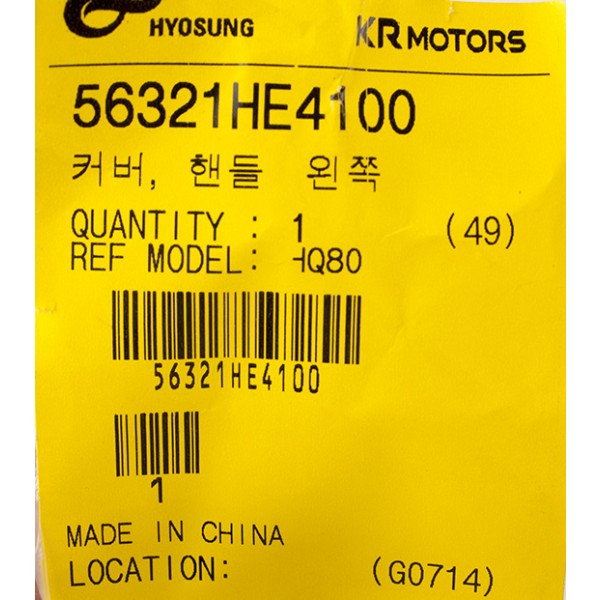 HYOSUNG KR MOTORS
56321HE4100
커버, 핸들 왼쪽
QUANTITY : 1 (49)
REF MODEL: HQ80
56321HE4100
1
MADE IN CHINA
LOCATION: (G0714)